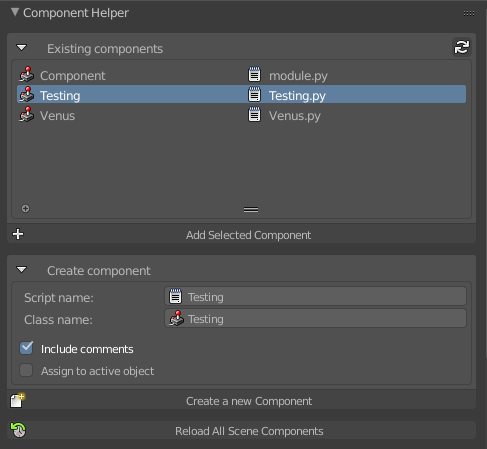 Component Helper
Existing components
Component module.py
Testing Testing.py
Venus Venus.py
Add Selected Component
Create component
Script name: Testing
Class name: Testing
Include comments
Assign to active object
Create a new Component
Reload All Scene Components